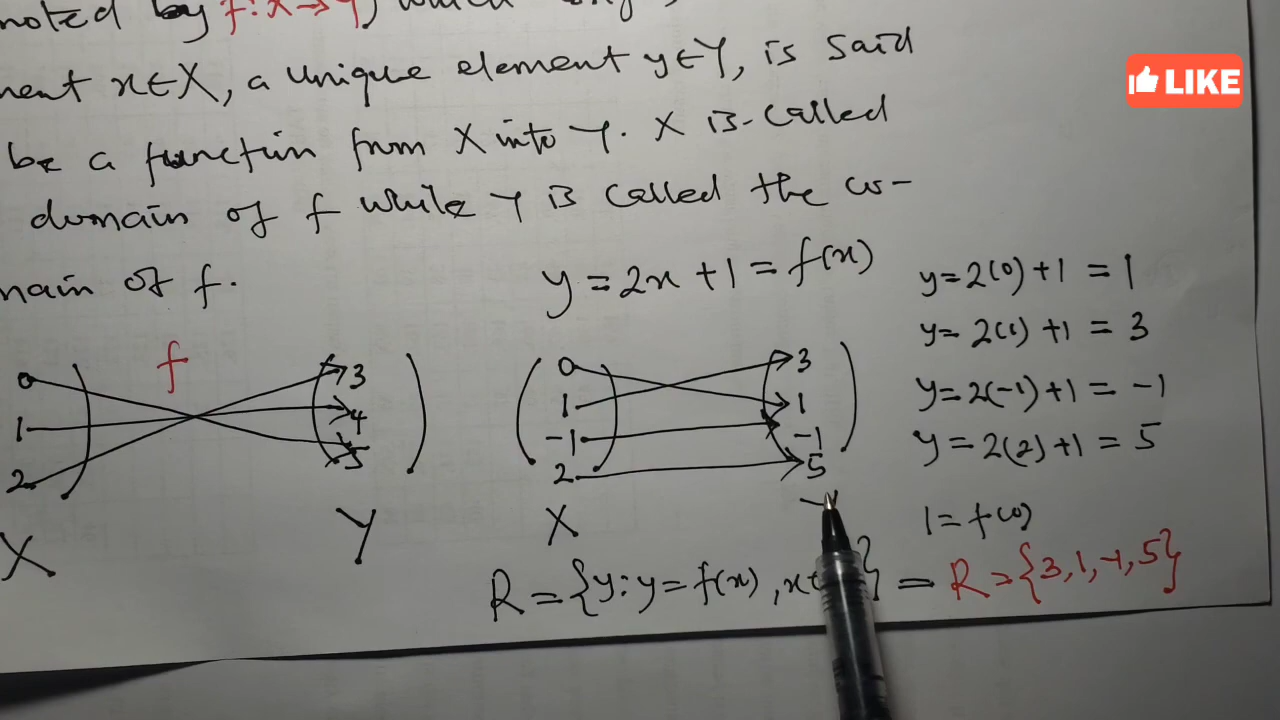 noted by f:X→Y) which
ment x∈X, a unique element y∈Y, is said
be a function from X into Y. X is called
domain of f while Y is called the co-
main of f.
y=2x+1=f(x)
y=2(0)+1=1
y=2(1)+1=3
y=2(-1)+1=-1
y=2(2)+1=5
1=f(0)
f
0 3
1 4
2 5
X Y
0 3
1 1
-1 -1
2 5
X
R={y:y=f(x), = R={3,1,-1,5}
LIKE